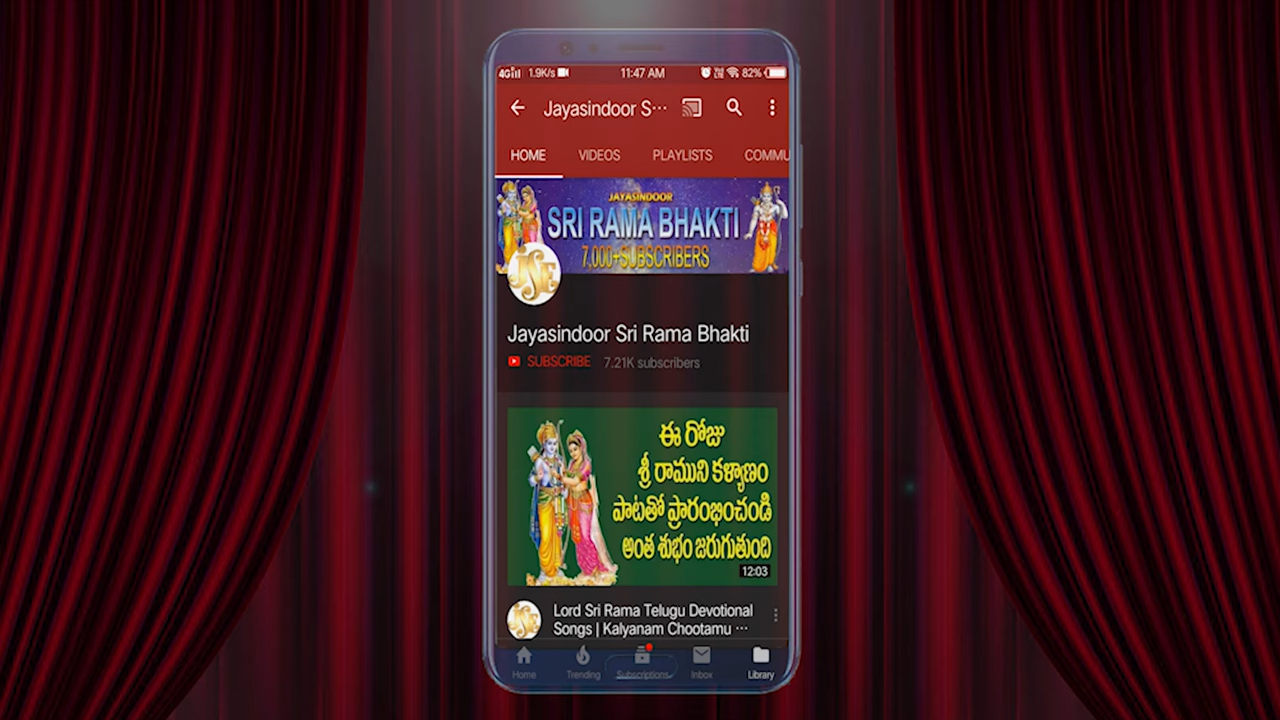 4G 1.9K/s 11:47 AM 82%
Jayasindoor S···
HOME VIDEOS PLAYLISTS COMMU
JAYASINDOOR
SRI RAMA BHAKTI
7,000+SUBSCRIBERS
JSE
Jayasindoor Sri Rama Bhakti
SUBSCRIBE 7.21K subscribers
ఈ రోజు
శ్రీ రాముని కళ్యాణం
పాటతో ప్రారంభించండి
అంత శుభం జరుగుతుంది
12:03
JSE
Lord Sri Rama Telugu Devotional
Songs | Kalyanam Chootamu ···
Home Trending Subscriptions Inbox Library